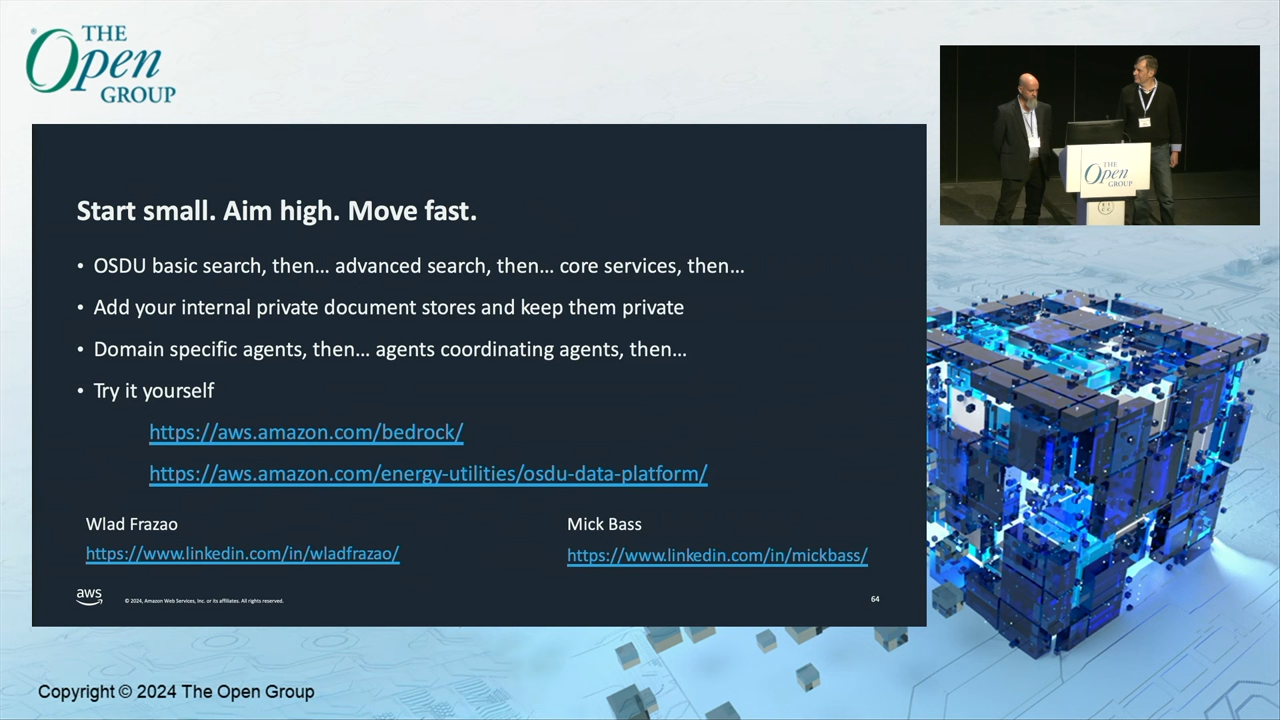 THE
Open
GROUP
Start small. Aim high. Move fast.
• OSDU basic search, then… advanced search, then… core services, then…
• Add your internal private document stores and keep them private
• Domain specific agents, then… agents coordinating agents, then…
• Try it yourself
https://aws.amazon.com/bedrock/
https://aws.amazon.com/energy-utilities/osdu-data-platform/
Wlad Frazao
https://www.linkedin.com/in/wladfrazao/
Mick Bass
https://www.linkedin.com/in/mickbass/
aws
© 2024, Amazon Web Services, Inc. or its affiliates. All rights reserved.
64
THE
Open
GROUP
Copyright © 2024 The Open Group